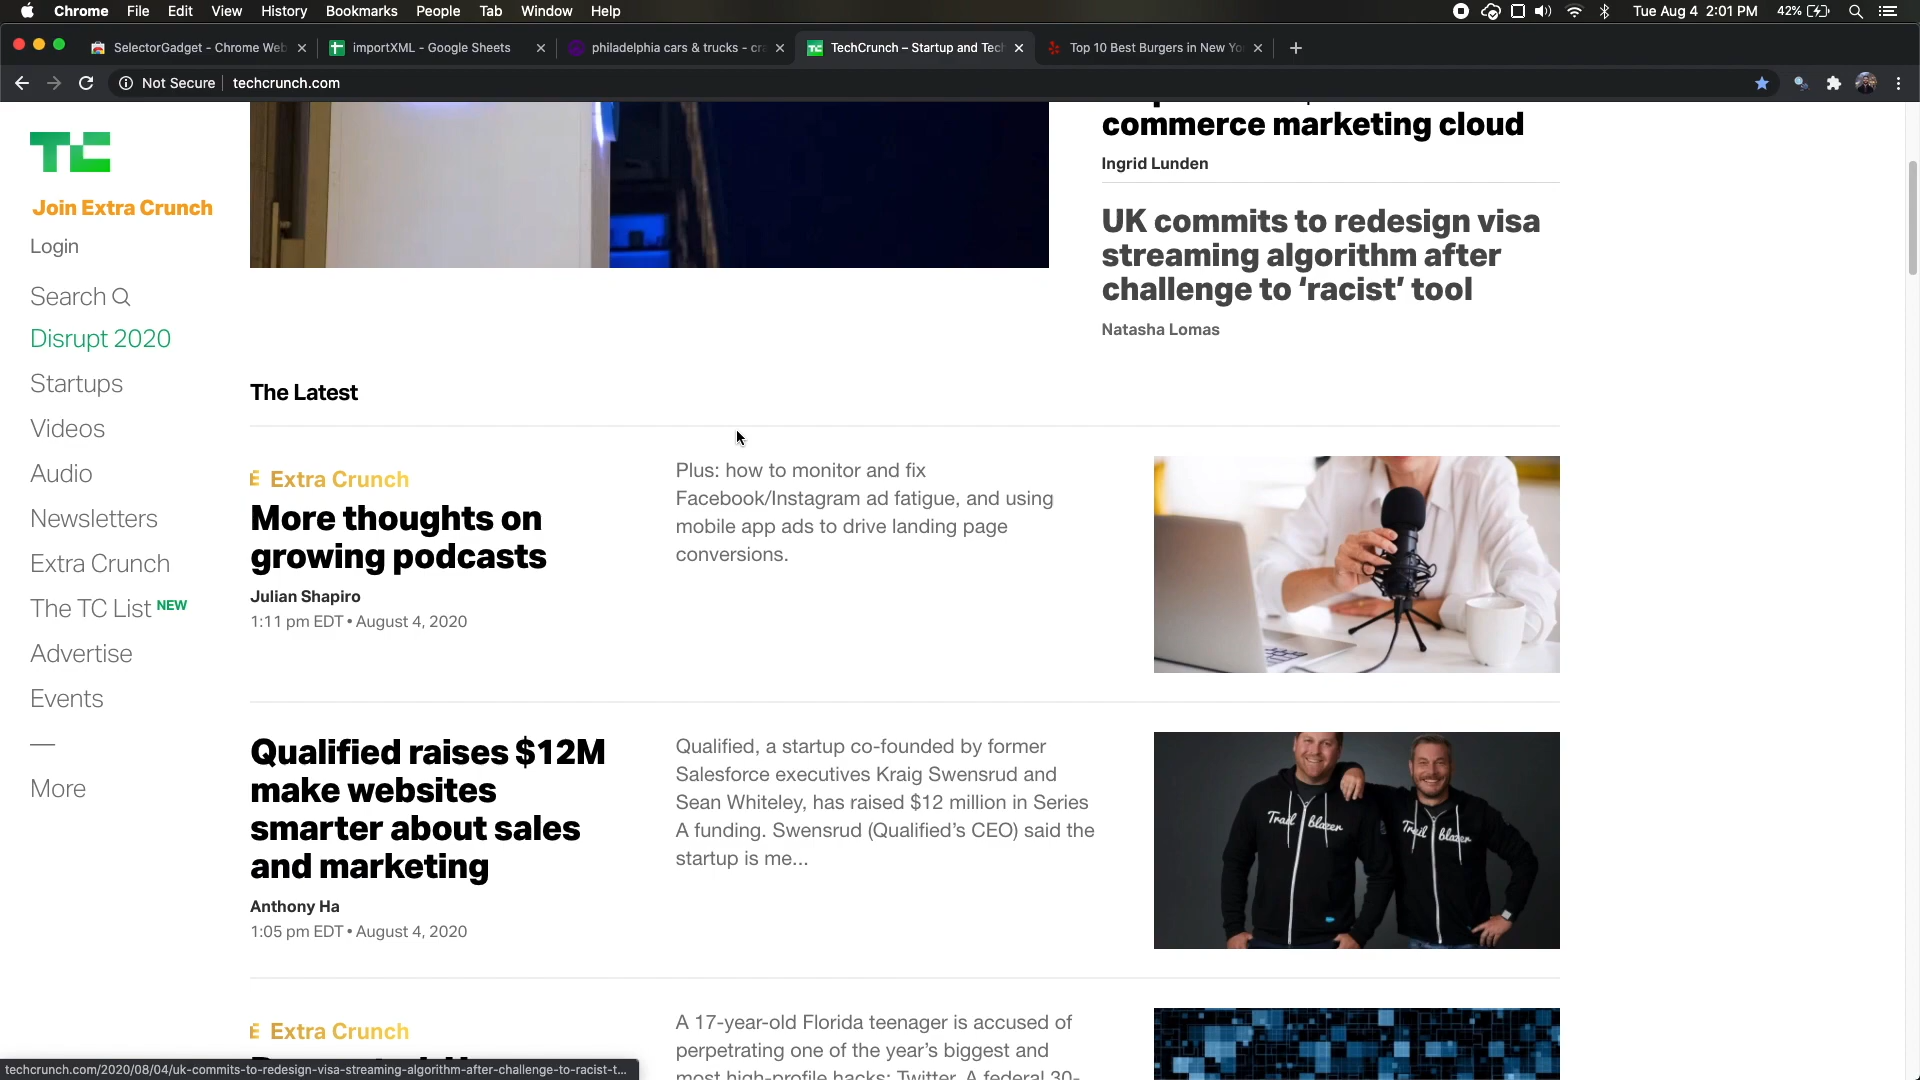 Chrome File Edit View History Bookmarks People Tab Window Help
Tue Aug 4 2:01 PM 42%
SelectorGadget - Chrome Web
importXML - Google Sheets
philadelphia cars & trucks - cra
TechCrunch – Startup and Tech
Top 10 Best Burgers in New Yo
Not Secure techcrunch.com
TC
Join Extra Crunch
Login
Search
Disrupt 2020
Startups
Videos
Audio
Newsletters
Extra Crunch
The TC List NEW
Advertise
Events
—
More
commerce marketing cloud
Ingrid Lunden
UK commits to redesign visa
streaming algorithm after
challenge to ‘racist’ tool
Natasha Lomas
The Latest
Extra Crunch
More thoughts on
growing podcasts
Julian Shapiro
1:11 pm EDT • August 4, 2020
Plus: how to monitor and fix
Facebook/Instagram ad fatigue, and using
mobile app ads to drive landing page
conversions.
Qualified raises $12M
make websites
smarter about sales
and marketing
Anthony Ha
1:05 pm EDT • August 4, 2020
Qualified, a startup co-founded by former
Salesforce executives Kraig Swensrud and
Sean Whiteley, has raised $12 million in Series
A funding. Swensrud (Qualified’s CEO) said the
startup is me...
Trail blazer
Trail blazer
Extra Crunch
A 17-year-old Florida teenager is accused of
perpetrating one of the year’s biggest and
most high-profile hacks: Twitter. A federal 30-
techcrunch.com/2020/08/04/uk-commits-to-redesign-visa-streaming-algorithm-after-challenge-to-racist-t...